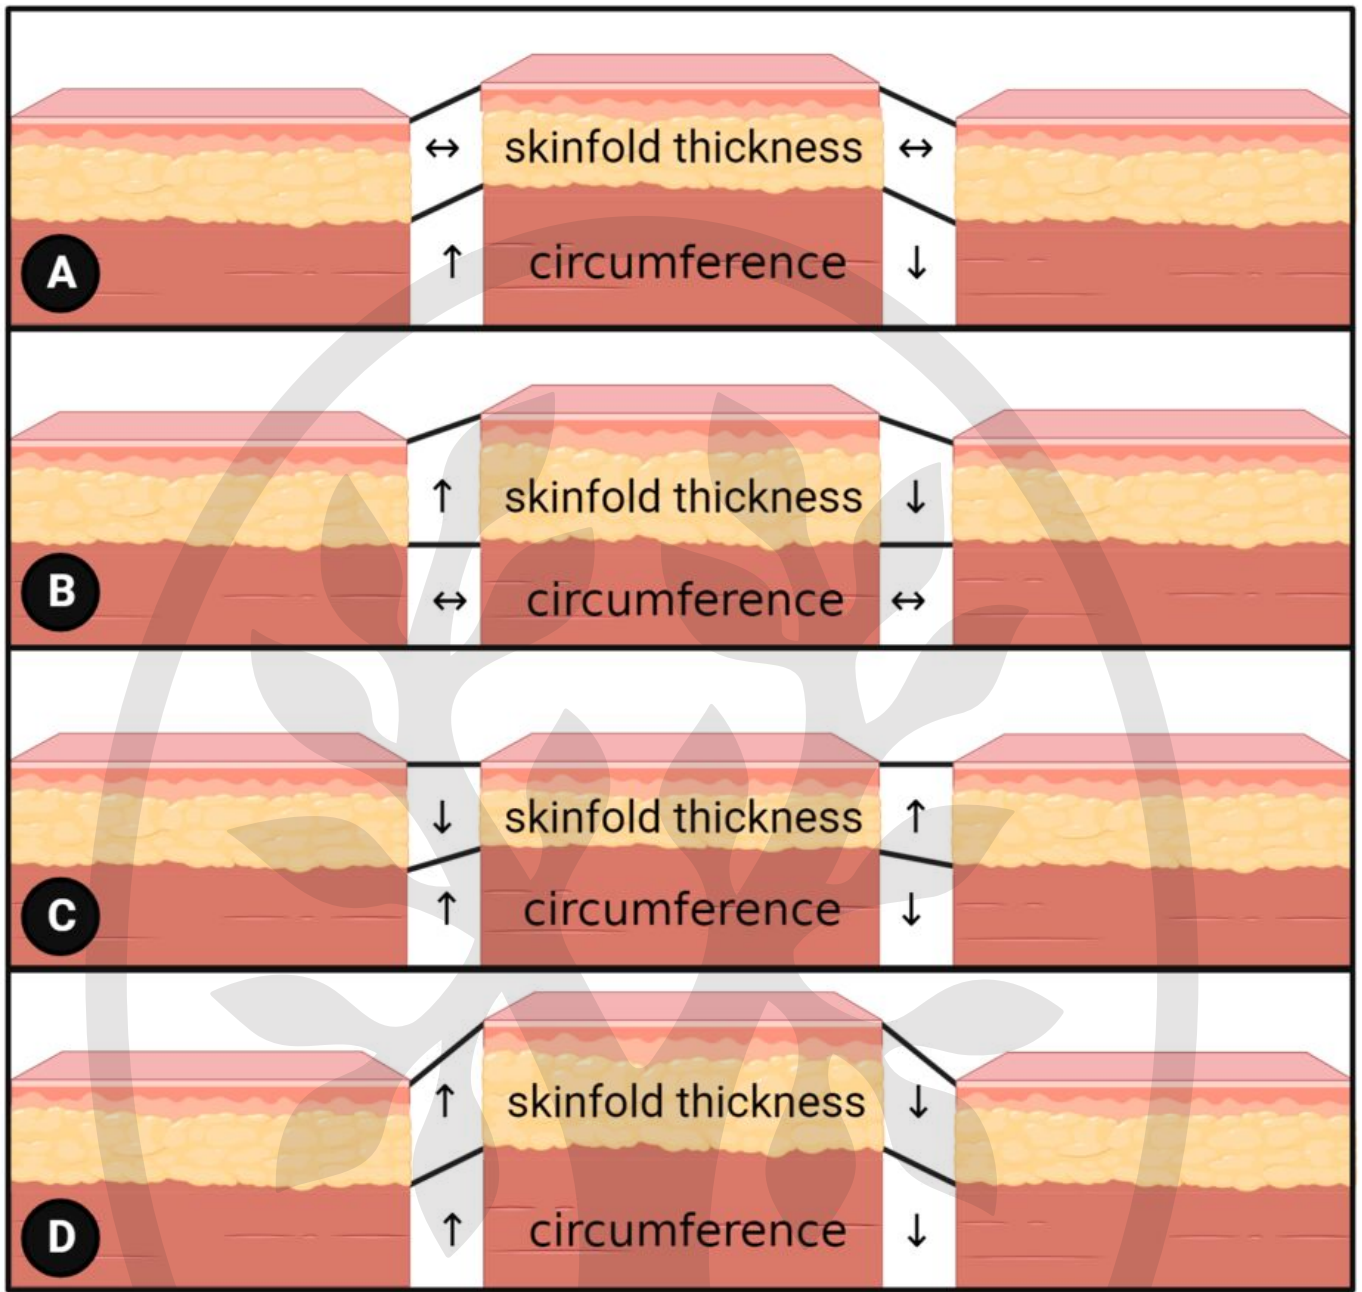 ↔ skinfold thickness ↔
A ↑ circumference ↓
↑ skinfold thickness ↓
B ↔ circumference ↔
↓ skinfold thickness ↑
C ↑ circumference ↓
↑ skinfold thickness ↓
D ↑ circumference ↓